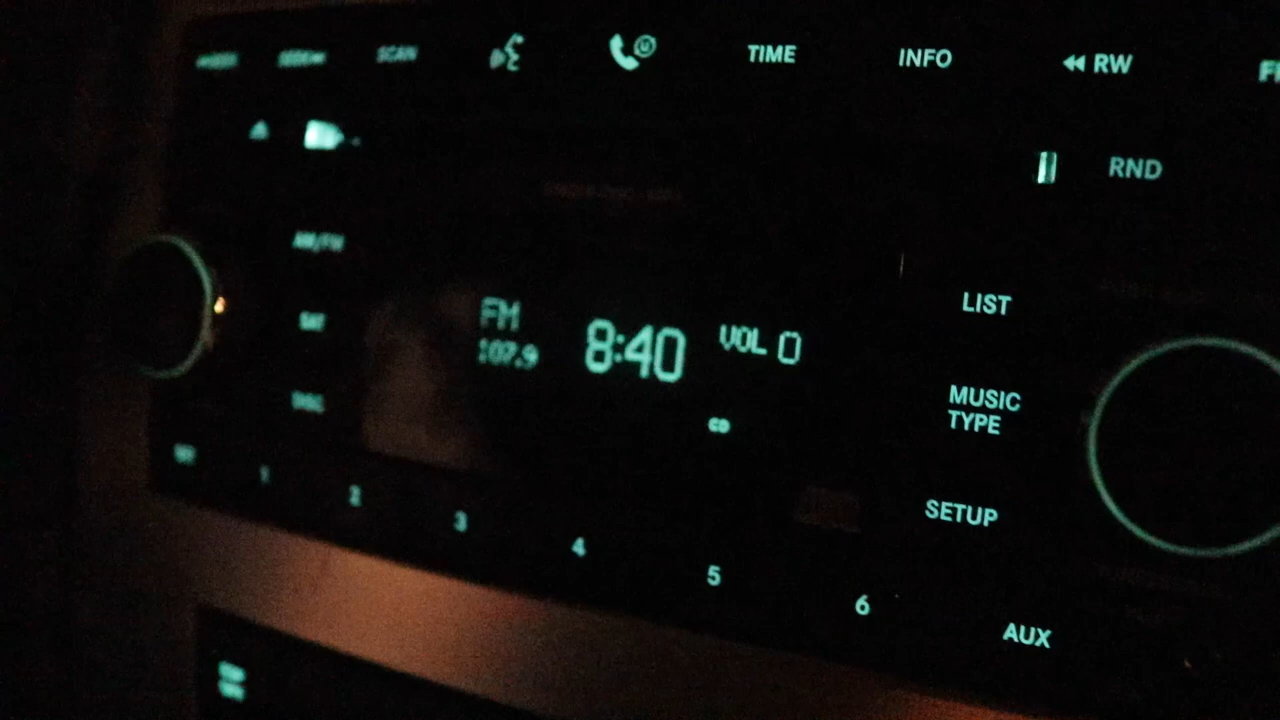 SCAN
TIME
INFO
RW
RND
AM/FM
SAT
LIST
FM
107.9
8:40
VOL 0
CD
MUSIC
TYPE
SETUP
1
2
3
4
5
6
AUX